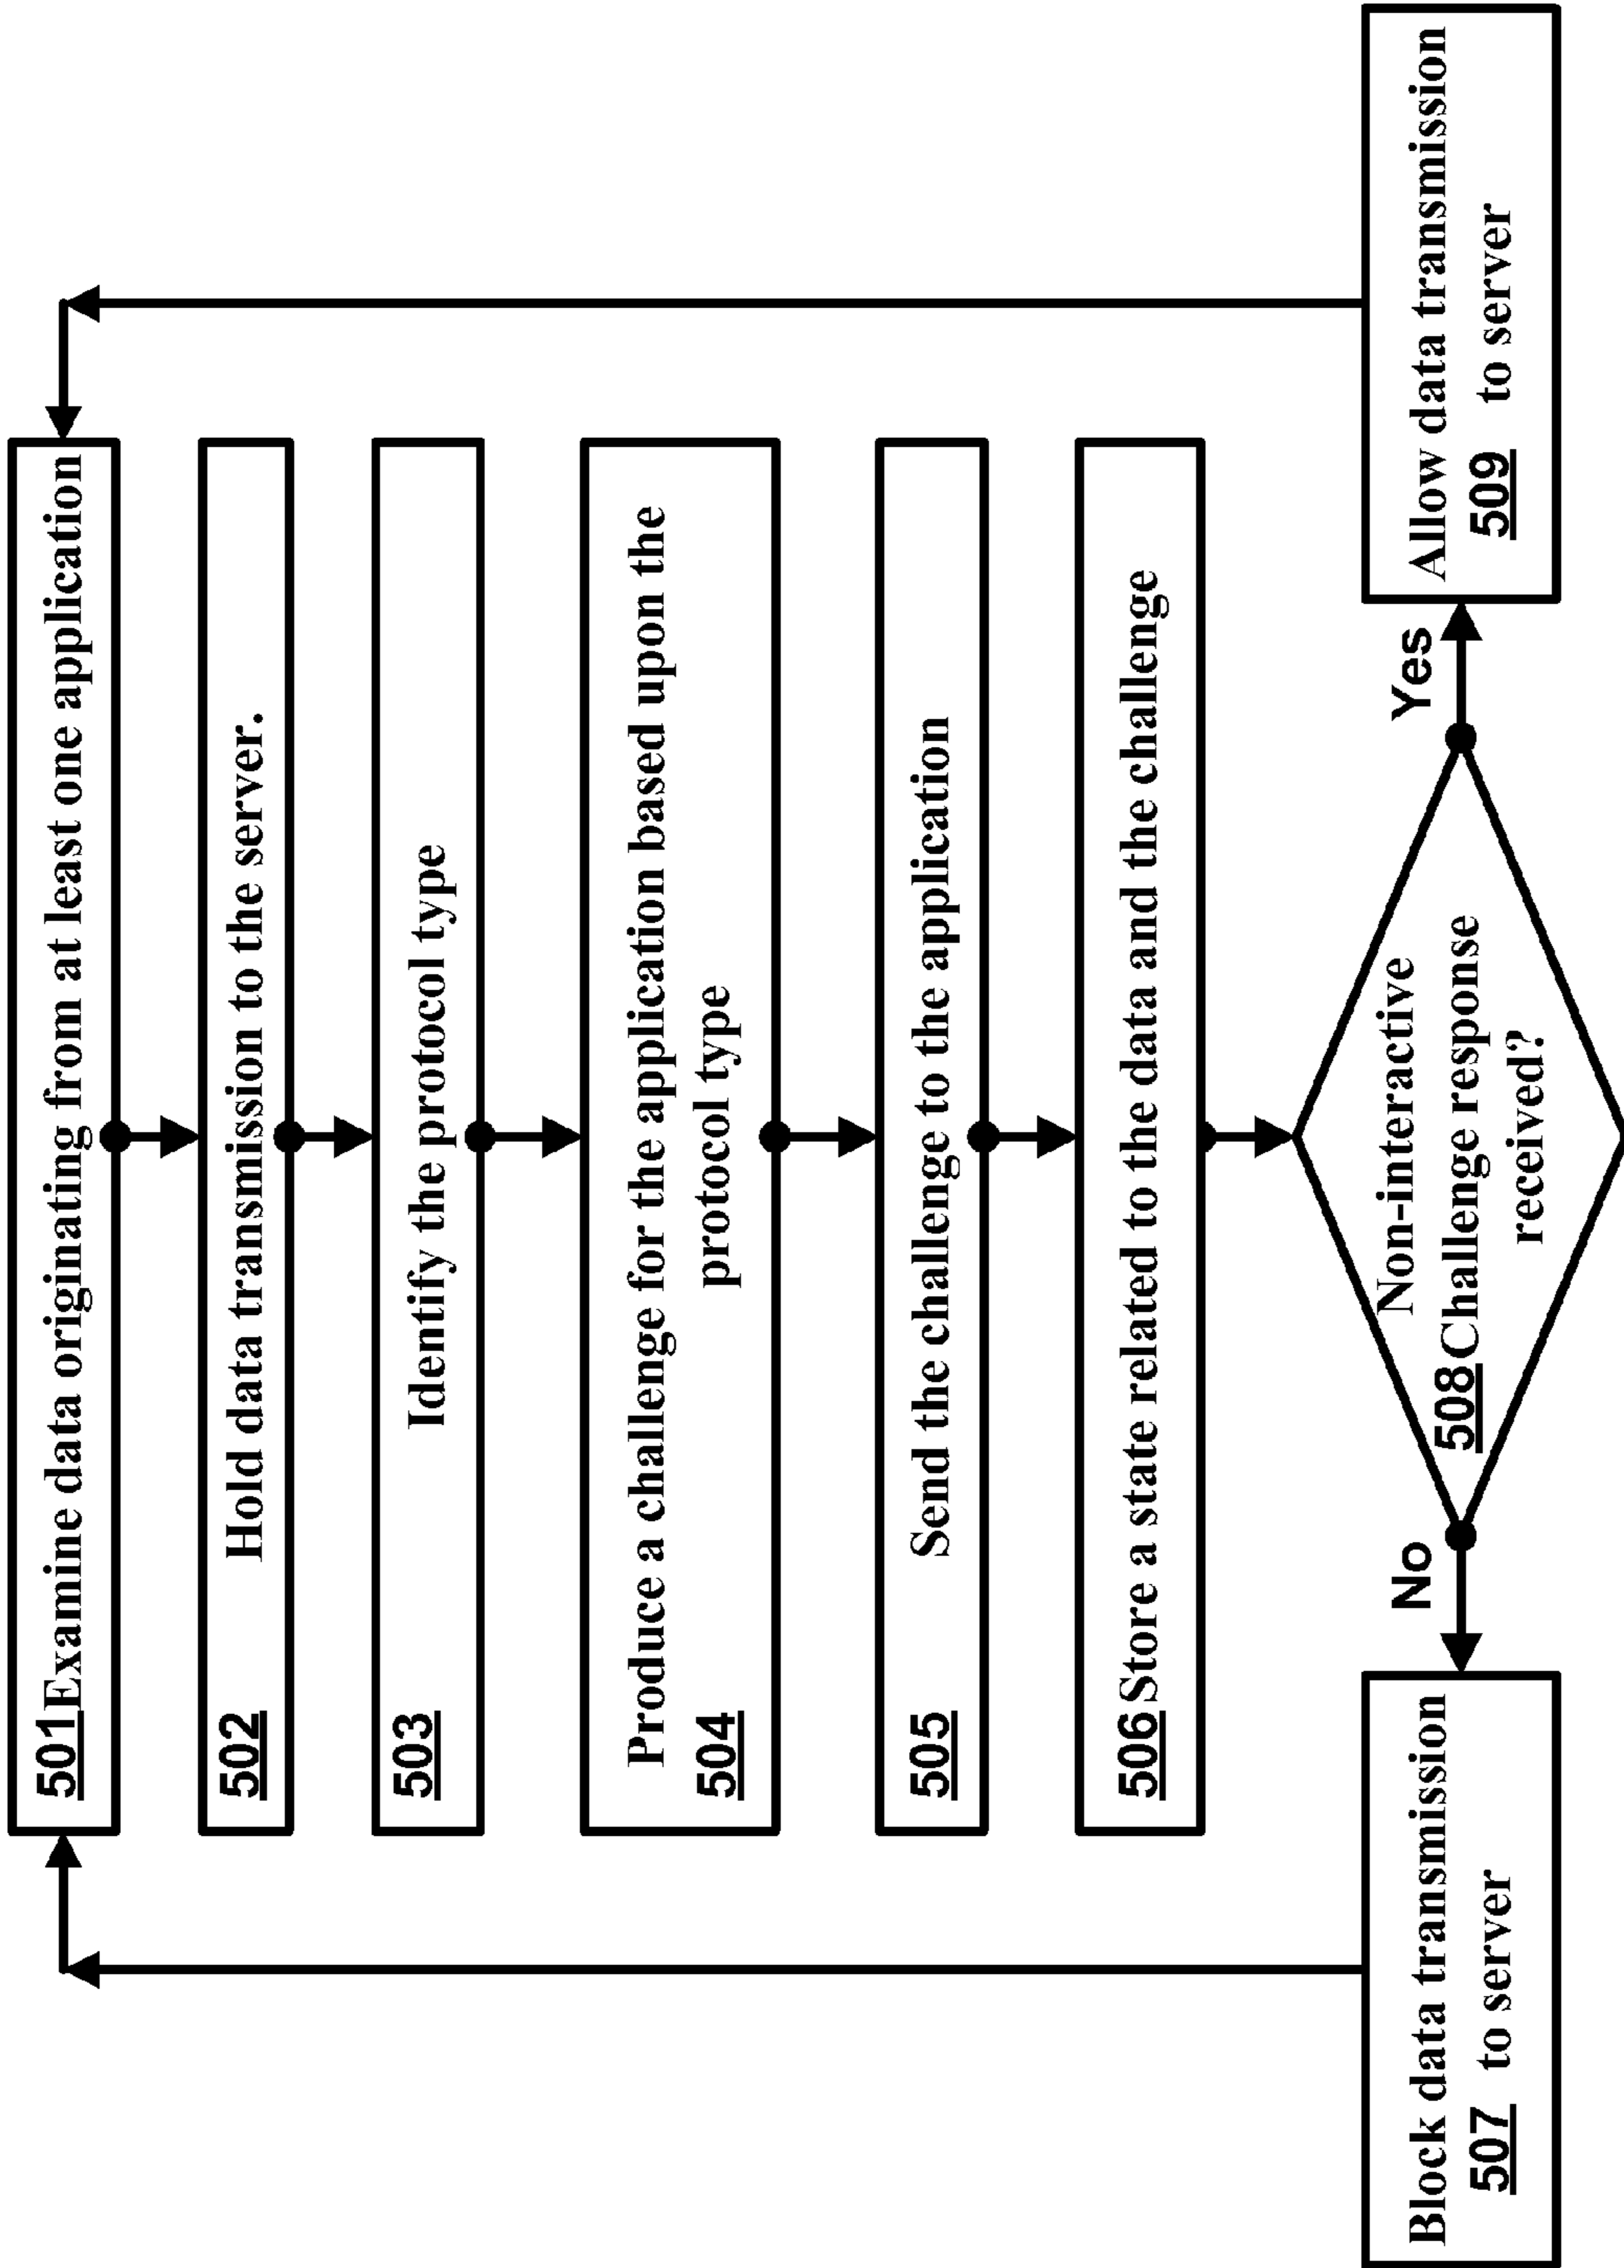 501 Examine data originating from at least one application
502 Hold data transmission to the server.
503 Identify the protocol type
Produce a challenge for the application based upon the
504 protocol type
505 Send the challenge to the application
506 Store a state related to the data and the challenge
Non-interactive
508 Challenge response
received?
No
Yes
Block data transmission
507 to server
Allow data transmission
509 to server